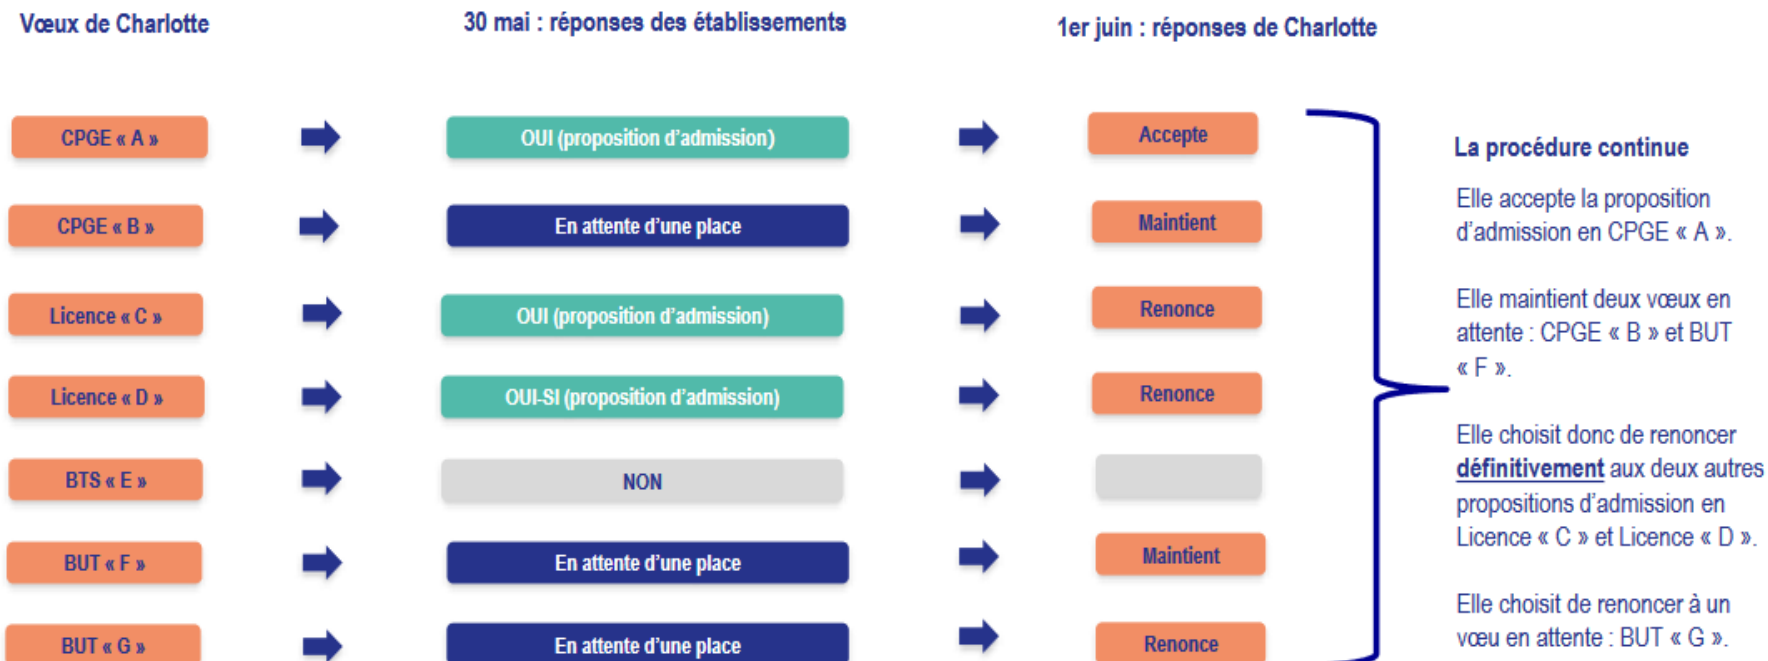 Vœux de Charlotte
30 mai : réponses des établissements
1er juin : réponses de Charlotte
CPGE « A »
OUI (proposition d'admission)
Accepte
CPGE « B »
En attente d'une place
Maintient
Licence « C »
OUI (proposition d'admission)
Renonce
Licence « D »
OUI-SI (proposition d'admission)
Renonce
BTS « E »
NON
BUT « F »
En attente d'une place
Maintient
BUT « G »
En attente d'une place
Renonce
La procédure continue
Elle accepte la proposition
d'admission en CPGE « A ».
Elle maintient deux vœux en
attente : CPGE « B » et BUT
« F ».
Elle choisit donc de renoncer
définitivement aux deux autres
propositions d'admission en
Licence « C » et Licence « D ».
Elle choisit de renoncer à un
vœu en attente : BUT « G ».